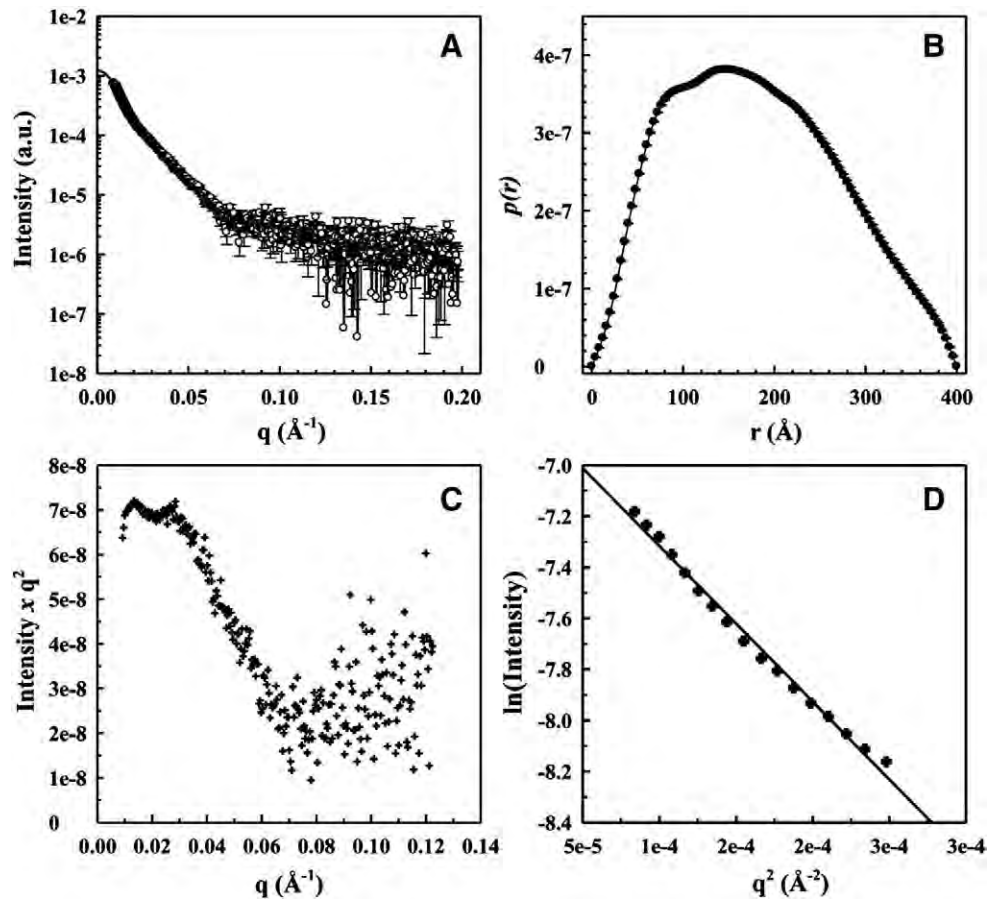 A
Intensity (a.u.)
1e-2
1e-3
1e-4
1e-5
1e-6
1e-7
1e-8
0.00 0.05 0.10 0.15 0.20
q (Å⁻¹)
B
p(r)
4e-7
3e-7
2e-7
1e-7
0
0 100 200 300 400
r (Å)
C
Intensity x q²
8e-8
7e-8
6e-8
5e-8
4e-8
3e-8
2e-8
1e-8
0
0.00 0.02 0.04 0.06 0.08 0.10 0.12 0.14
q (Å⁻¹)
D
ln(Intensity)
-7.0
-7.2
-7.4
-7.6
-7.8
-8.0
-8.2
-8.4
5e-5 1e-4 2e-4 2e-4 3e-4 3e-4
q² (Å⁻²)